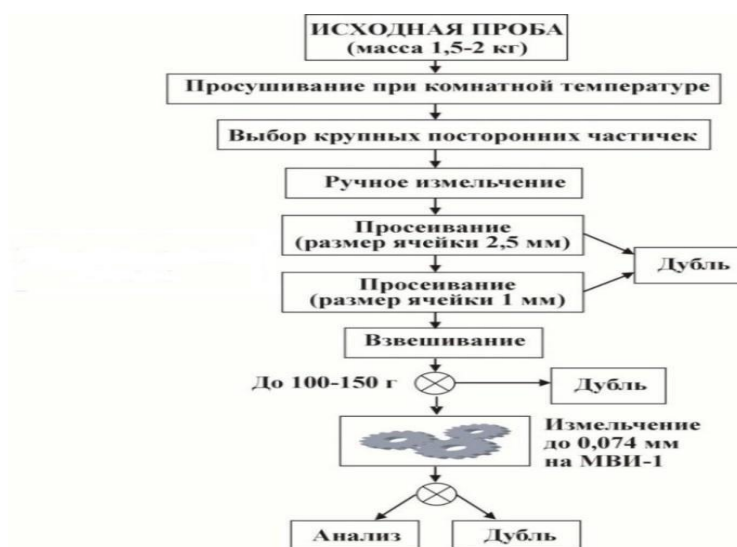 ИСХОДНАЯ ПРОБА
(масса 1,5-2 кг)
Просушивание при комнатной температуре
Выбор крупных посторонних частичек
Ручное измельчение
Просеивание
(размер ячейки 2,5 мм)
Дубль
Просеивание
(размер ячейки 1 мм)
Взвешивание
До 100-150 г
Дубль
Измельчение
до 0,074 мм
на МВИ-1
Анализ
Дубль